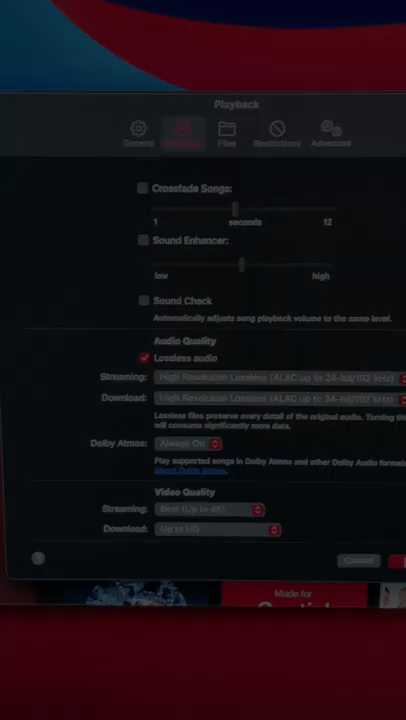 Playback
General
Files
Restrictions
Advanced
Crossfade Songs:
1 seconds 12
Sound Enhancer:
low high
Sound Check
Automatically adjusts song playback volume to the same level.
Audio Quality
Lossless audio
Streaming: High Resolution Lossless (ALAC up to 24-bit/192 kHz)
Download: High Resolution Lossless (ALAC up to 24-bit/192 kHz)
Lossless files preserve every detail of the original audio. Turning
will consume significantly more data.
Dolby Atmos: Always On
Play supported songs in Dolby Atmos and other Dolby Audio
About Dolby Atmos.
Video Quality
Streaming: Best (Up to 4K)
Download: Up to HD
?
Cancel
Made for